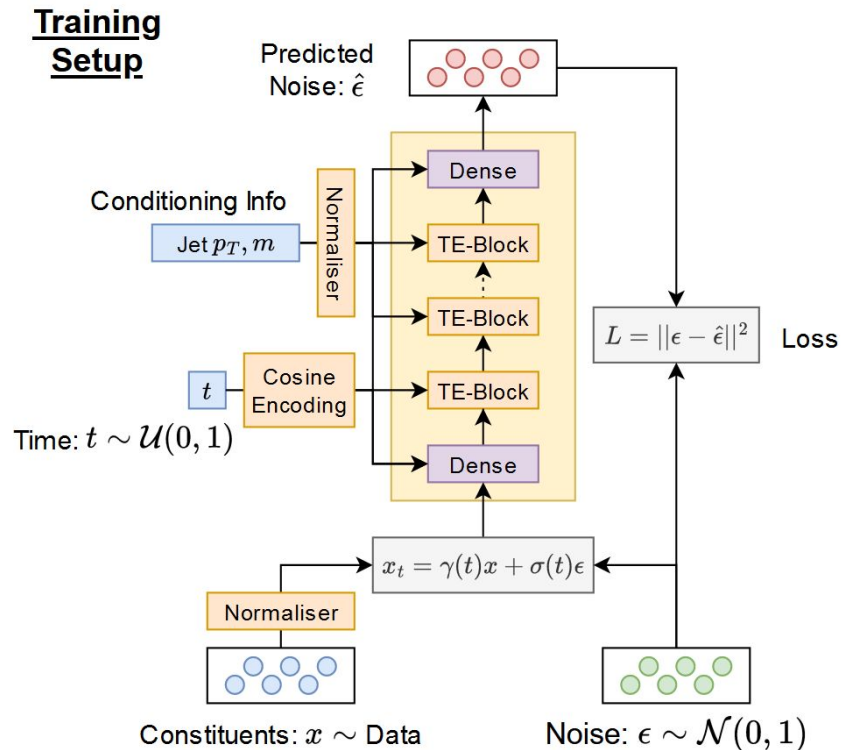 Training
Setup
Predicted
Noise: ϵ̂
Dense
Conditioning Info
Normaliser
Jet p_T, m
TE-Block
TE-Block
L = ||ϵ − ϵ̂||²
Loss
t
Cosine
Encoding
TE-Block
Time: t ∼ 𝒰(0, 1)
Dense
x_t = γ(t)x + σ(t)ϵ
Normaliser
Constituents: x ∼ Data
Noise: ϵ ∼ 𝒩(0, 1)